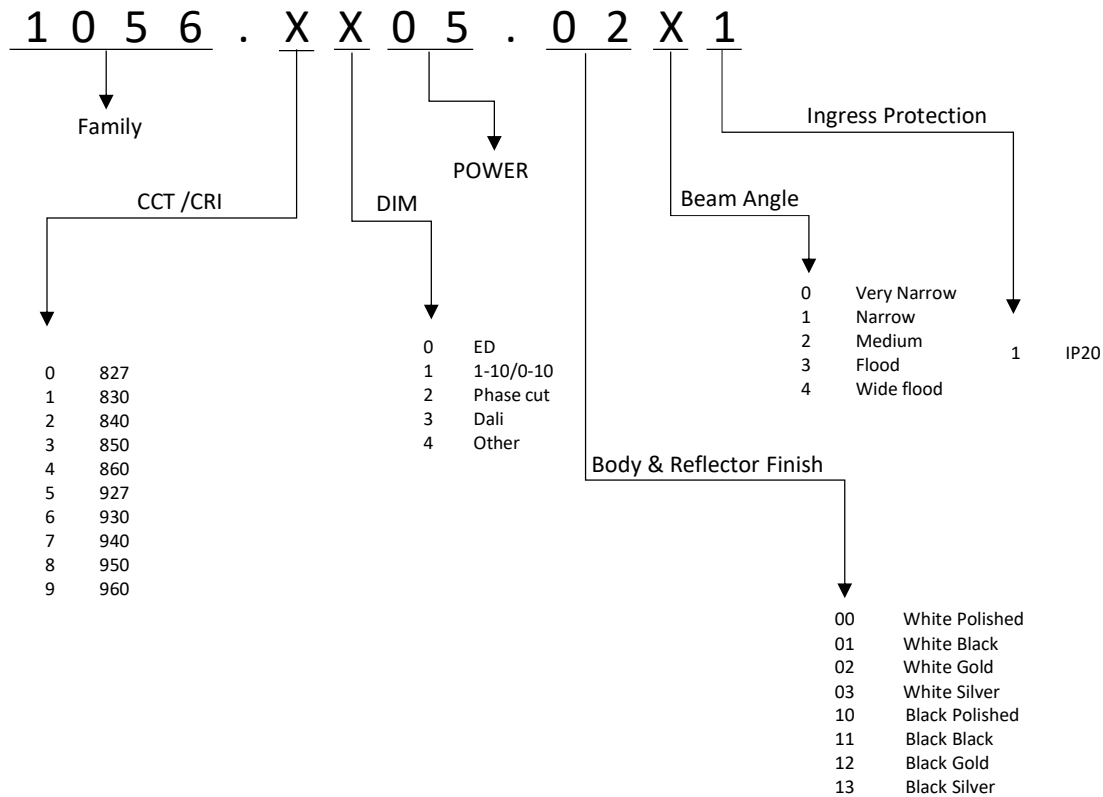 1 0 5 6 . X X 0 5 . 0 2 X 1
Family
POWER
Ingress Protection
CCT /CRI
DIM
Beam Angle
0 827
1 830
2 840
3 850
4 860
5 927
6 930
7 940
8 950
9 960
0 ED
1 1-10/0-10
2 Phase cut
3 Dali
4 Other
0 Very Narrow
1 Narrow
2 Medium
3 Flood
4 Wide flood
1 IP20
Body & Reflector Finish
00 White Polished
01 White Black
02 White Gold
03 White Silver
10 Black Polished
11 Black Black
12 Black Gold
13 Black Silver